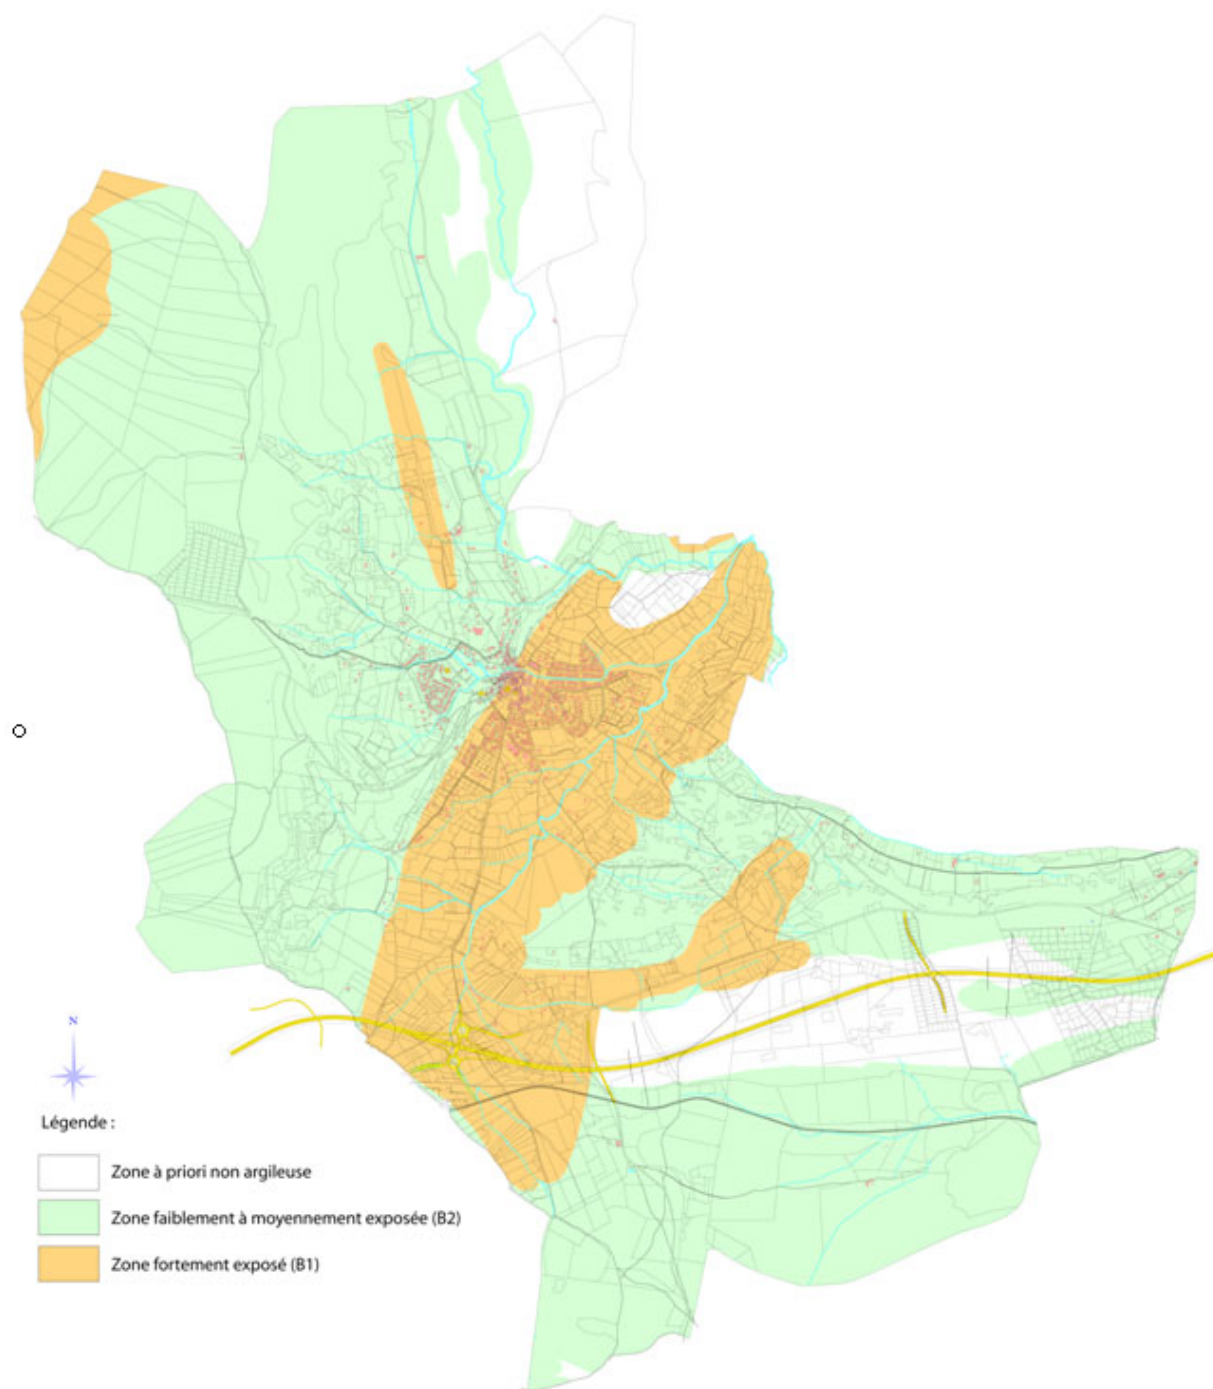 N
Légende :
Zone à priori non argileuse
Zone faiblement à moyennement exposée (B2)
Zone fortement exposé (B1)